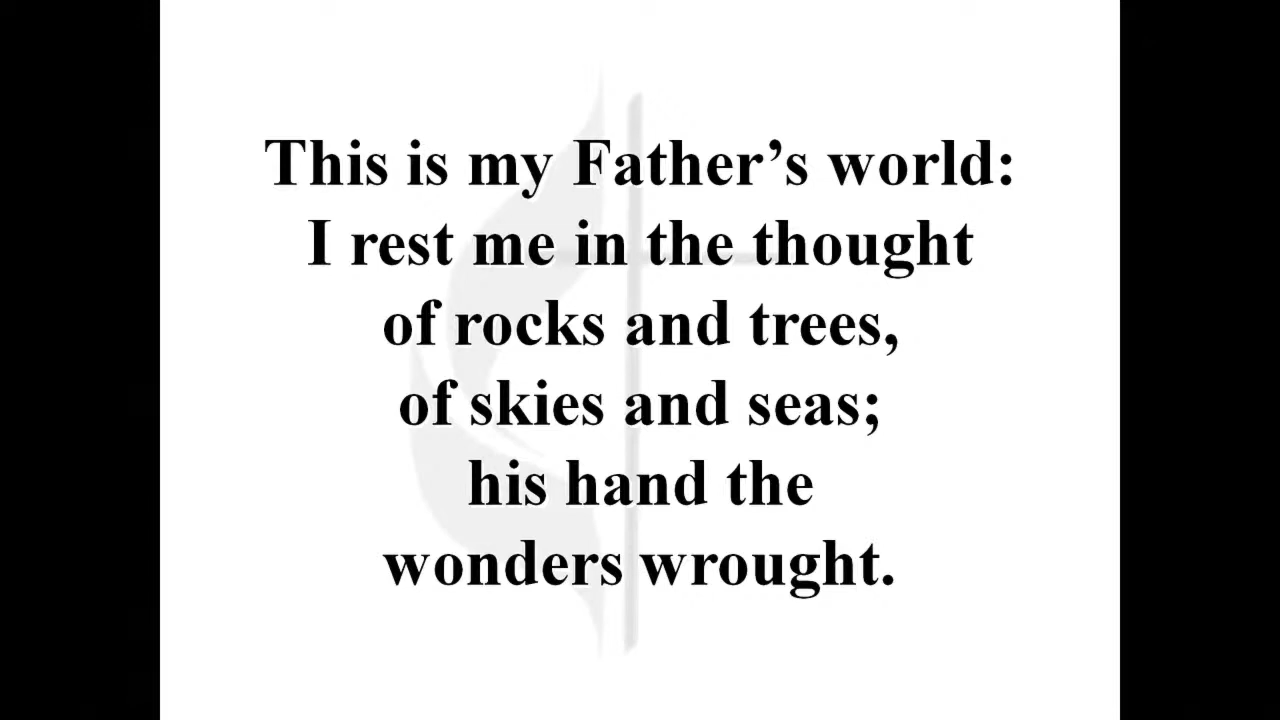 This is my Father’s world:
I rest me in the thought
of rocks and trees,
of skies and seas;
his hand the
wonders wrought.